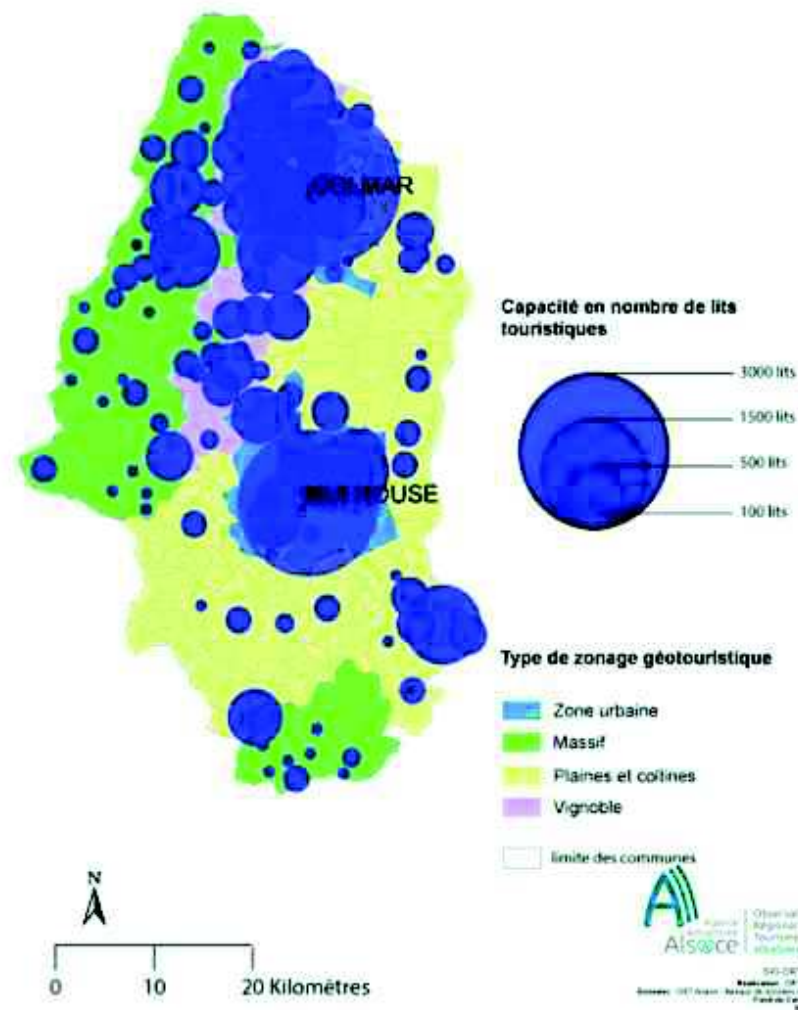 COLMAR
Capacité en nombre de lits
touristiques
3000 lits
1500 lits
500 lits
100 lits
Type de zonage géotouristique
Zone urbaine
Massif
Plaines et collines
Vignoble
limite des communes
N
0 10 20 Kilomètres
Alsace